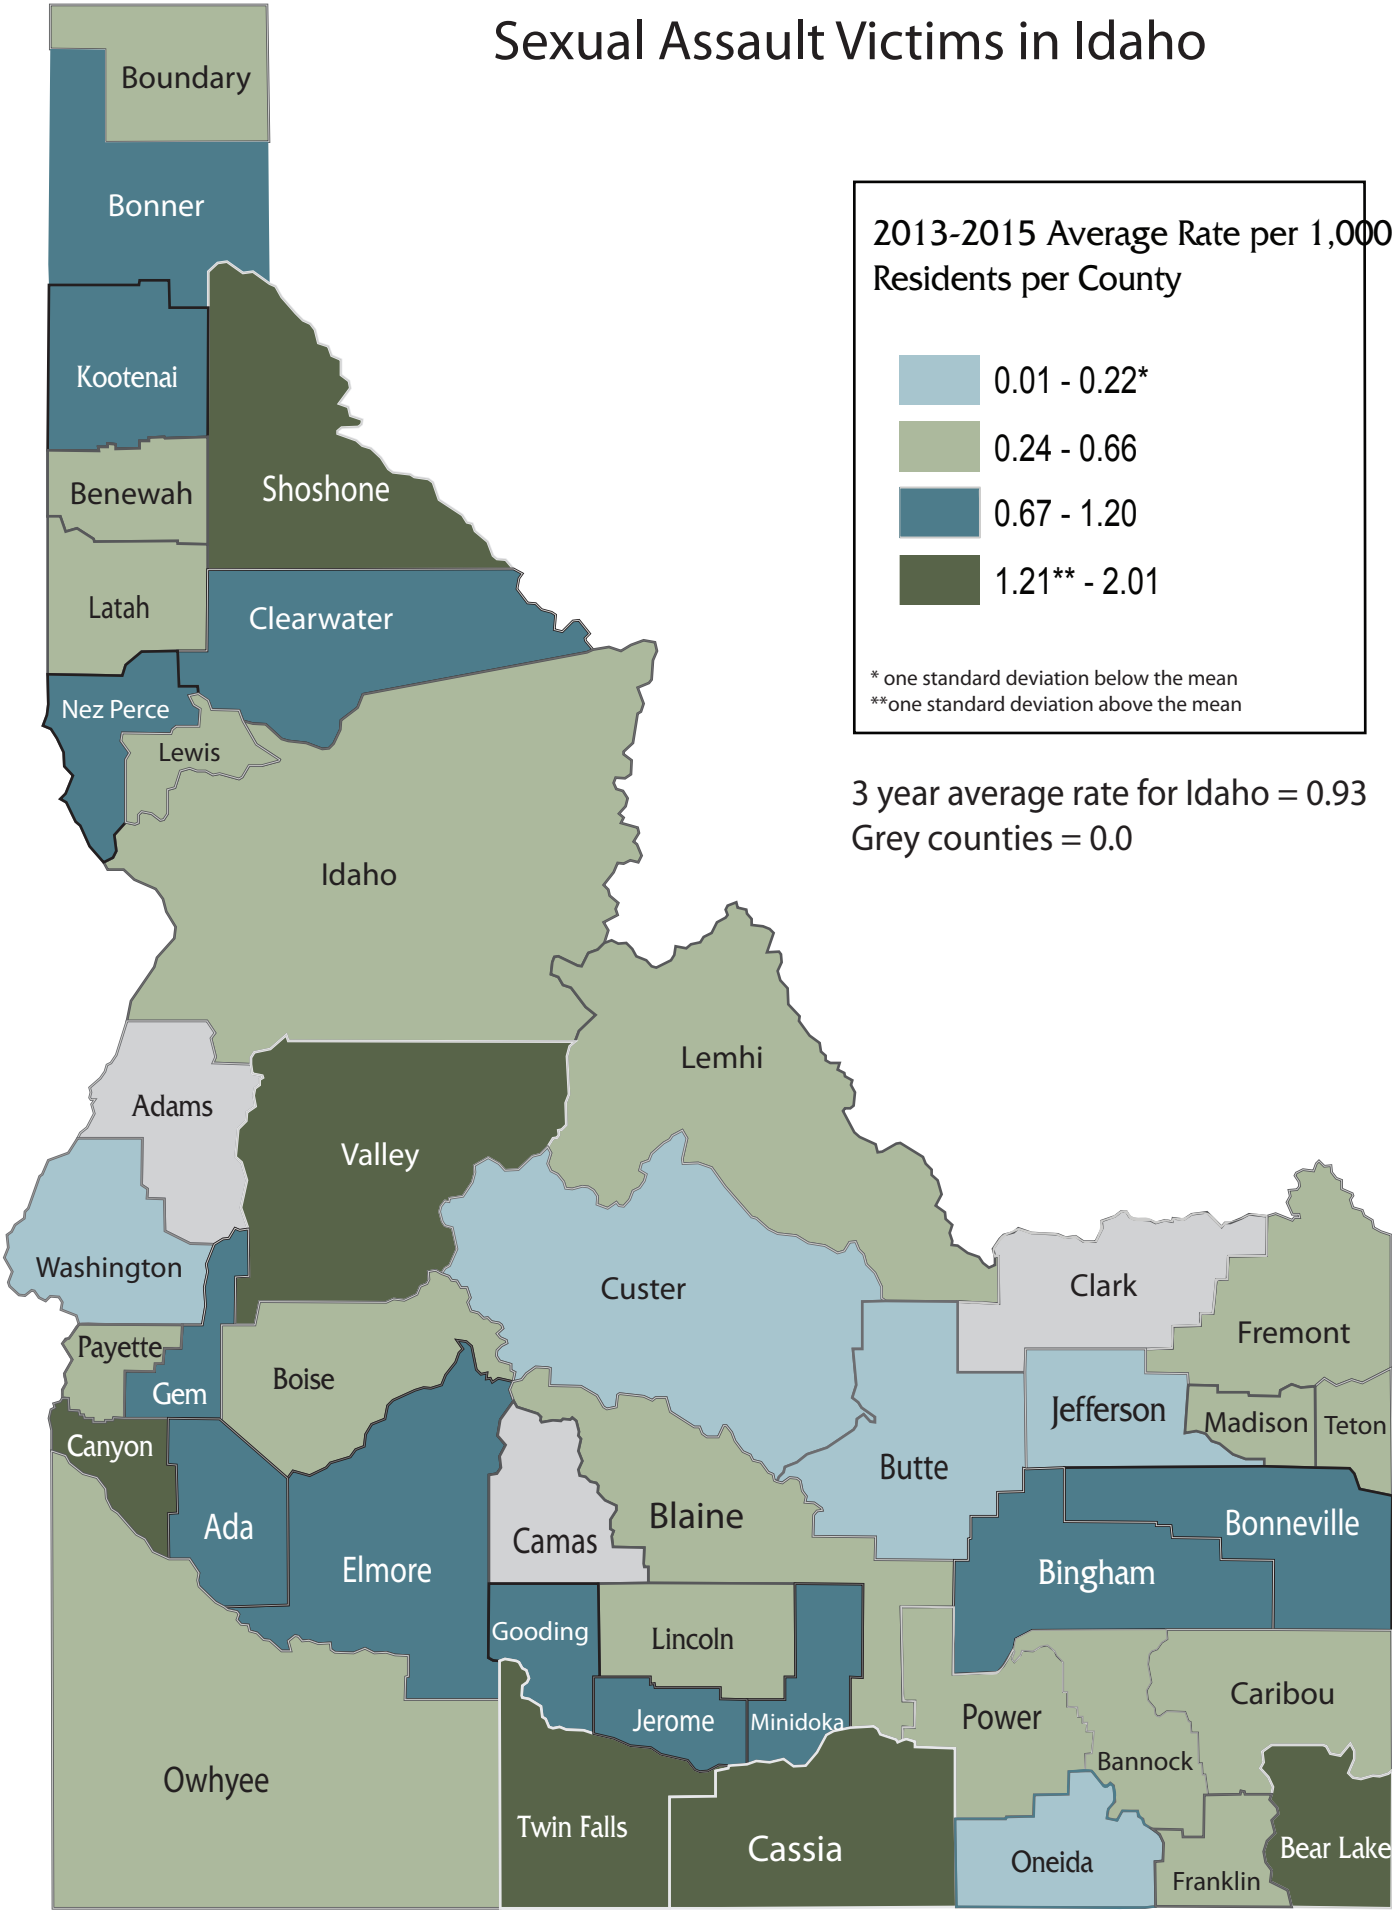 Sexual Assault Victims in Idaho
Boundary
Bonner
2013-2015 Average Rate per 1,000
Residents per County
Kootenai
0.01 - 0.22*
0.24 - 0.66
Benewah
Shoshone
0.67 - 1.20
1.21** - 2.01
Latah
Clearwater
* one standard deviation below the mean
**one standard deviation above the mean
Nez Perce
Lewis
3 year average rate for Idaho = 0.93
Grey counties = 0.0
Idaho
Lemhi
Adams
Valley
Washington
Custer
Clark
Fremont
Payette
Boise
Gem
Jefferson
Madison
Teton
Canyon
Butte
Blaine
Ada
Camas
Bonneville
Elmore
Bingham
Gooding
Lincoln
Caribou
Power
Jerome
Minidoka
Bannock
Owhyee
Twin Falls
Cassia
Bear Lake
Oneida
Franklin